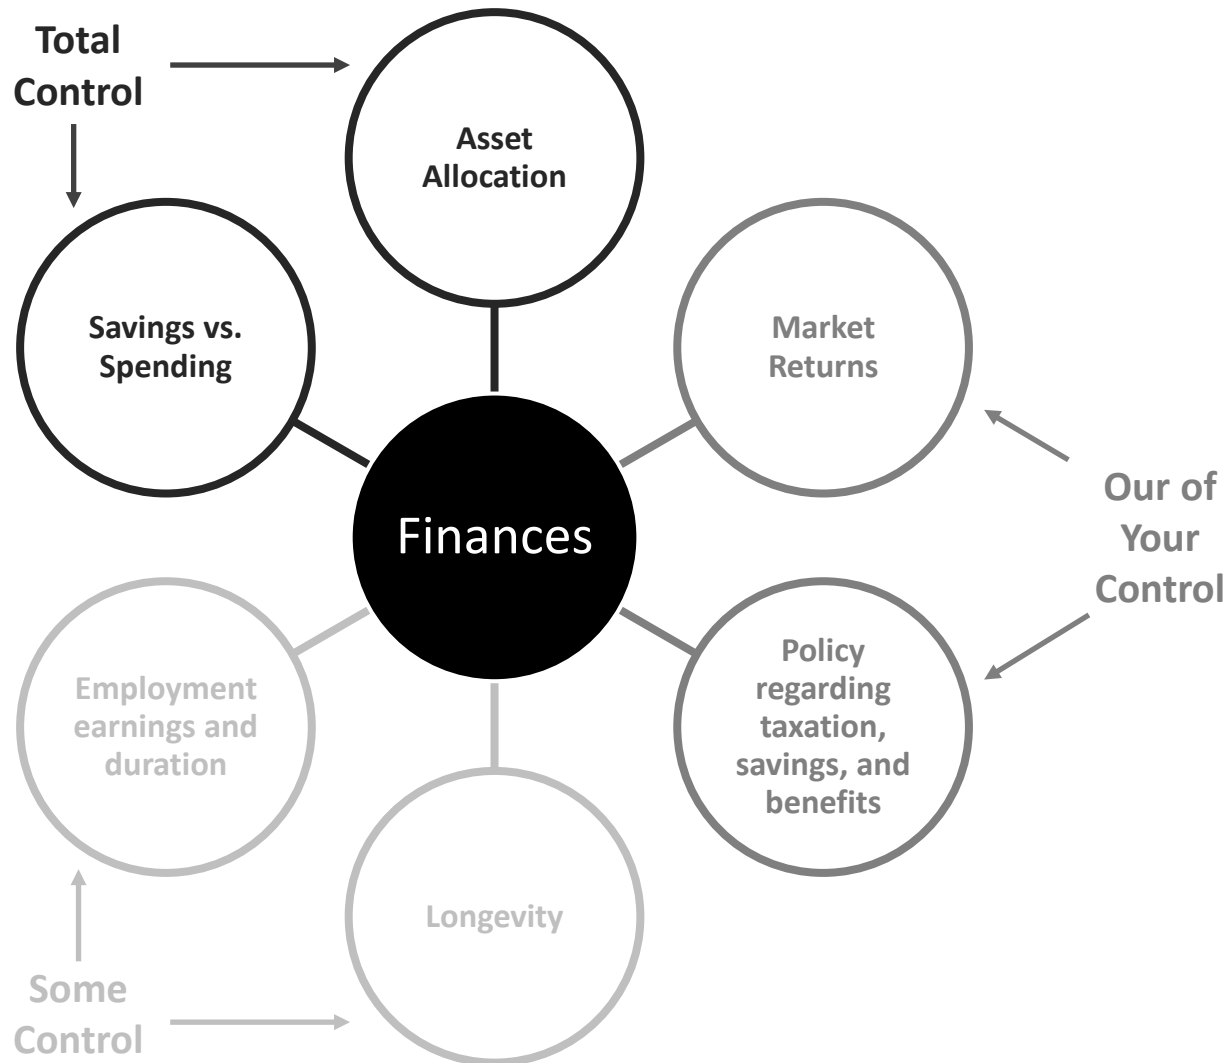 Total
Control
Asset
Allocation
Savings vs.
Spending
Market
Returns
Finances
Our of
Your
Control
Employment
earnings and
duration
Policy
regarding
taxation,
savings, and
benefits
Longevity
Some
Control